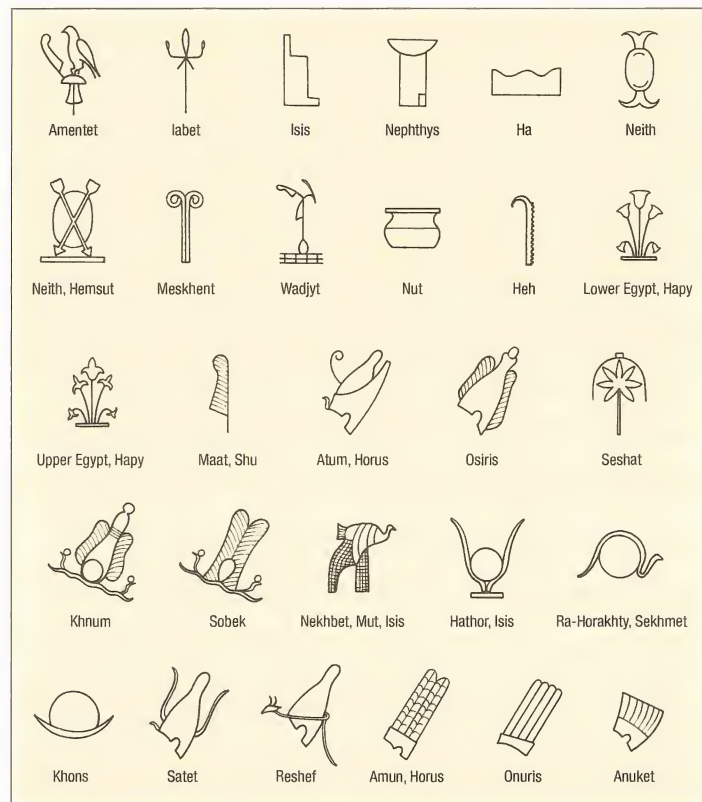 Amentet Iabet Isis Nephthys Ha Neith
Neith, Hemsut Meskhent Wadjyt Nut Heh Lower Egypt, Hapy
Upper Egypt, Hapy Maat, Shu Atum, Horus Osiris Seshat
Khnum Sobek Nekhbet, Mut, Isis Hathor, Isis Ra-Horakhty, Sekhmet
Khons Satet Reshef Amun, Horus Onuris Anuket